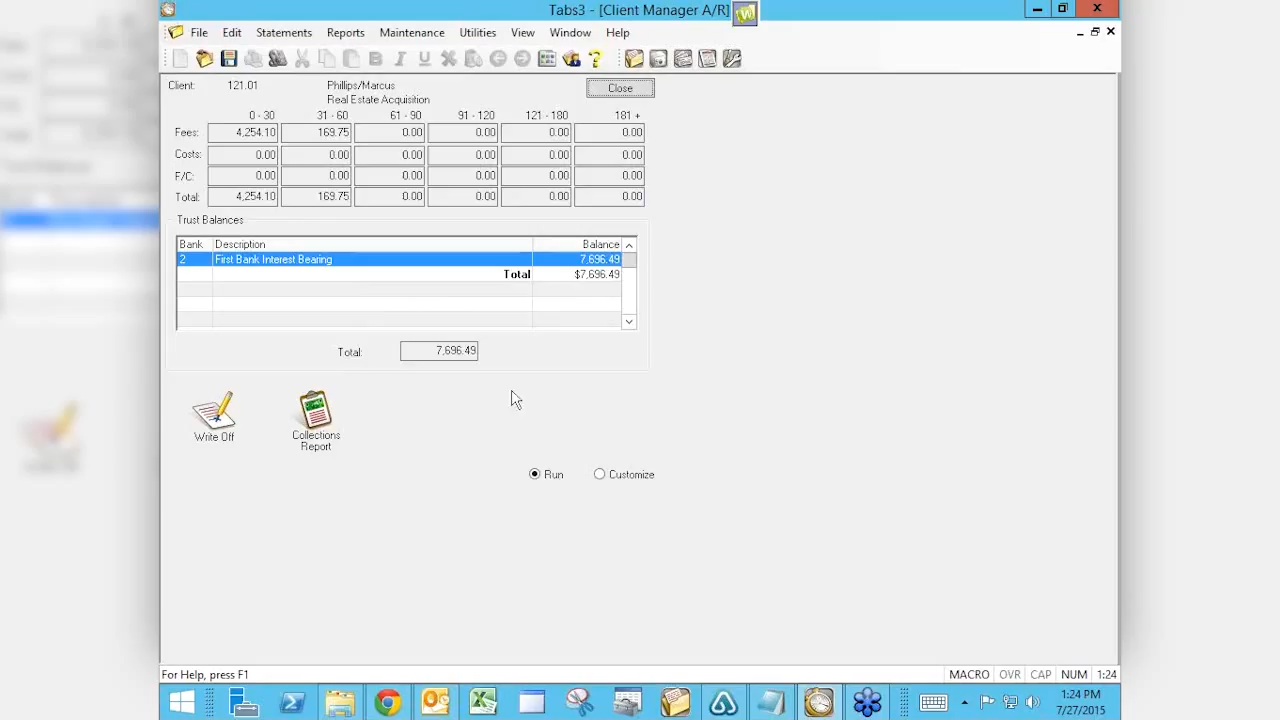 Tabs3 - [Client Manager A/R]
File Edit Statements Reports Maintenance Utilities View Window Help
Client: 121.01 Phillips/Marcus Close
Real Estate Acquisition
0 - 30 31 - 60 61 - 90 91 - 120 121 - 180 181 +
Fees: 4,254.10 169.75 0.00 0.00 0.00 0.00
Costs: 0.00 0.00 0.00 0.00 0.00 0.00
F/C: 0.00 0.00 0.00 0.00 0.00 0.00
Total: 4,254.10 169.75 0.00 0.00 0.00 0.00
Trust Balances
Bank Description Balance
2 First Bank Interest Bearing 7,696.49
Total $7,696.49
Total: 7,696.49
Write Off
Collections
Report
Run Customize
For Help, press F1 MACRO OVR CAP NUM 1:24
1:24 PM
7/27/2015